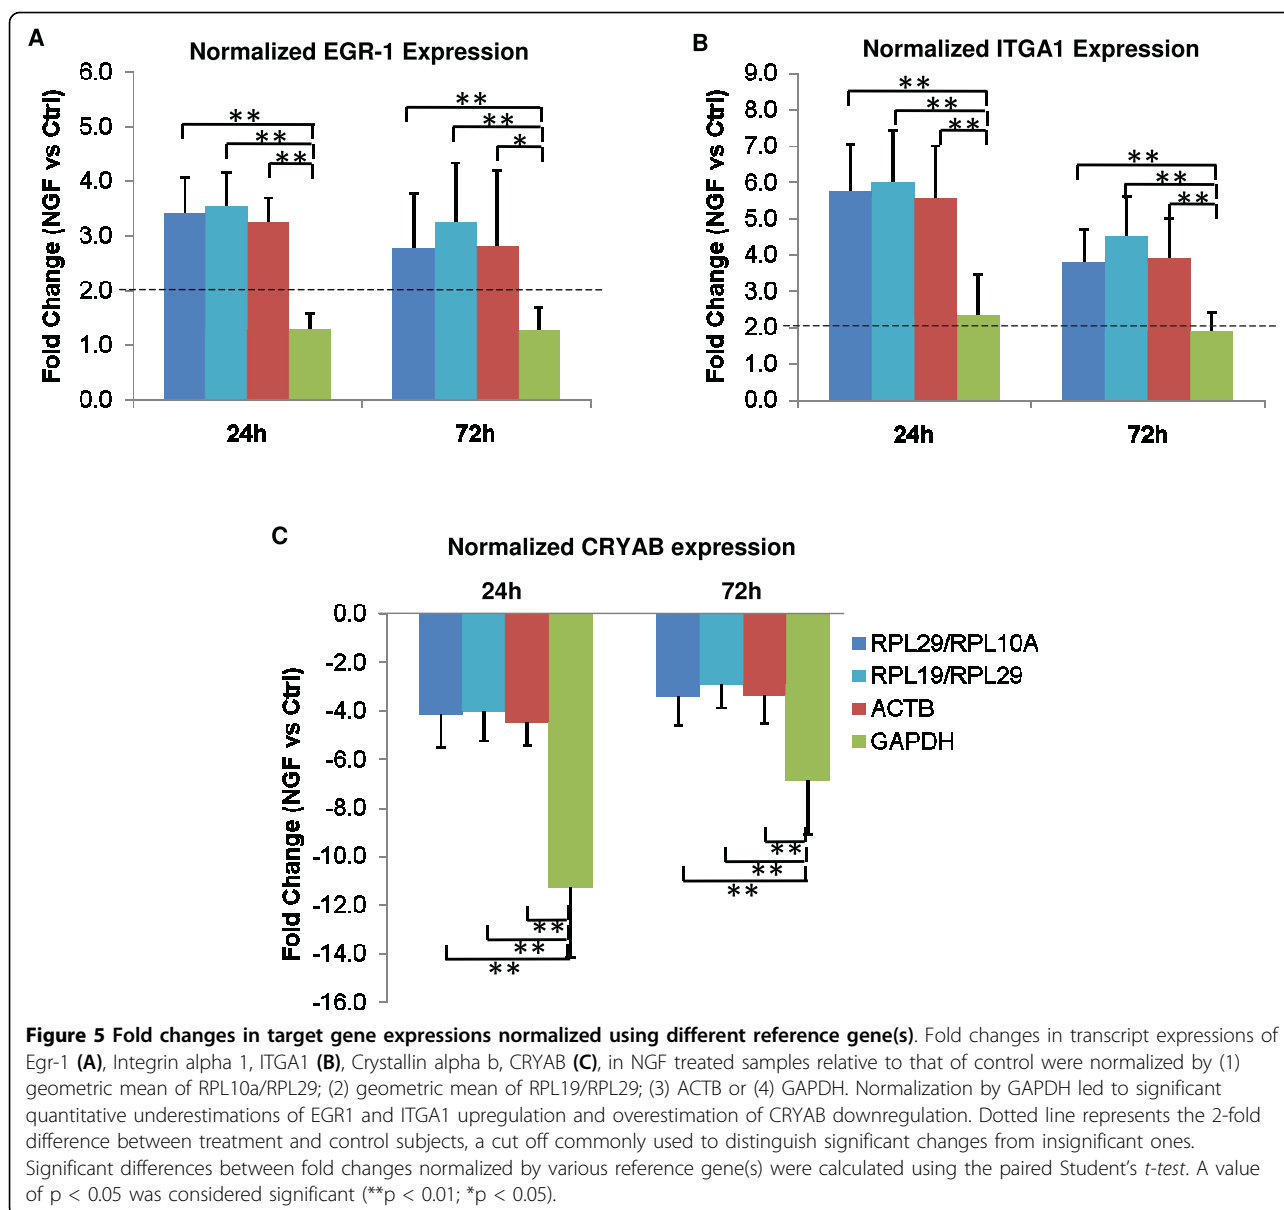 A
Normalized EGR-1 Expression
Fold Change (NGF vs Ctrl)
6.0
5.0
4.0
3.0
2.0
1.0
0.0
**
**
**
**
**
*
24h
72h
B
Normalized ITGA1 Expression
Fold Change (NGF vs Ctrl)
9.0
8.0
7.0
6.0
5.0
4.0
3.0
2.0
1.0
0.0
**
**
**
**
**
**
24h
72h
C
Normalized CRYAB expression
24h
72h
Fold Change (NGF vs Ctrl)
0.0
-2.0
-4.0
-6.0
-8.0
-10.0
-12.0
-14.0
-16.0
**
**
**
**
**
**
RPL29/RPL10A
RPL19/RPL29
ACTB
GAPDH
Figure 5 Fold changes in target gene expressions normalized using different reference gene(s). Fold changes in transcript expressions of
Egr-1 (A), Integrin alpha 1, ITGA1 (B), Crystallin alpha b, CRYAB (C), in NGF treated samples relative to that of control were normalized by (1)
geometric mean of RPL10a/RPL29; (2) geometric mean of RPL19/RPL29; (3) ACTB or (4) GAPDH. Normalization by GAPDH led to significant
quantitative underestimations of EGR1 and ITGA1 upregulation and overestimation of CRYAB downregulation. Dotted line represents the 2-fold
difference between treatment and control subjects, a cut off commonly used to distinguish significant changes from insignificant ones.
Significant differences between fold changes normalized by various reference gene(s) were calculated using the paired Student's t-test. A value
of p < 0.05 was considered significant (**p < 0.01; *p < 0.05).